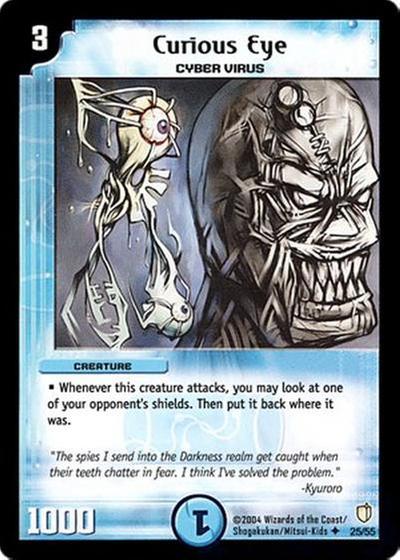 3
Curious Eye
CYBER VIRUS
CREATURE
▪ Whenever this creature attacks, you may look at one
of your opponent's shields. Then put it back where it
was.
"The spies I send into the Darkness realm get caught when
their teeth chatter in fear. I think I've solved the problem."
-Kyuroro
1000
1
©2004 Wizards of the Coast/
Shogakukan/Mitsui-Kids ♦ 25/55